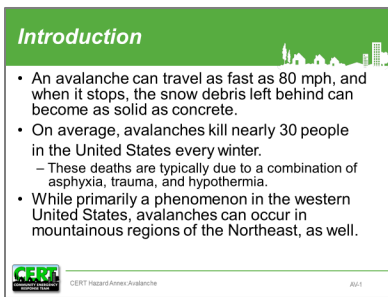 Introduction
• An avalanche can travel as fast as 80 mph, and
when it stops, the snow debris left behind can
become as solid as concrete.
• On average, avalanches kill nearly 30 people
in the United States every winter.
– These deaths are typically due to a combination of
asphyxia, trauma, and hypothermia.
• While primarily a phenomenon in the western
United States, avalanches can occur in
mountainous regions of the Northeast, as well.
CERT
COMMUNITY EMERGENCY
RESPONSE TEAM
CERT Hazard Annex:Avalanche
AV-1